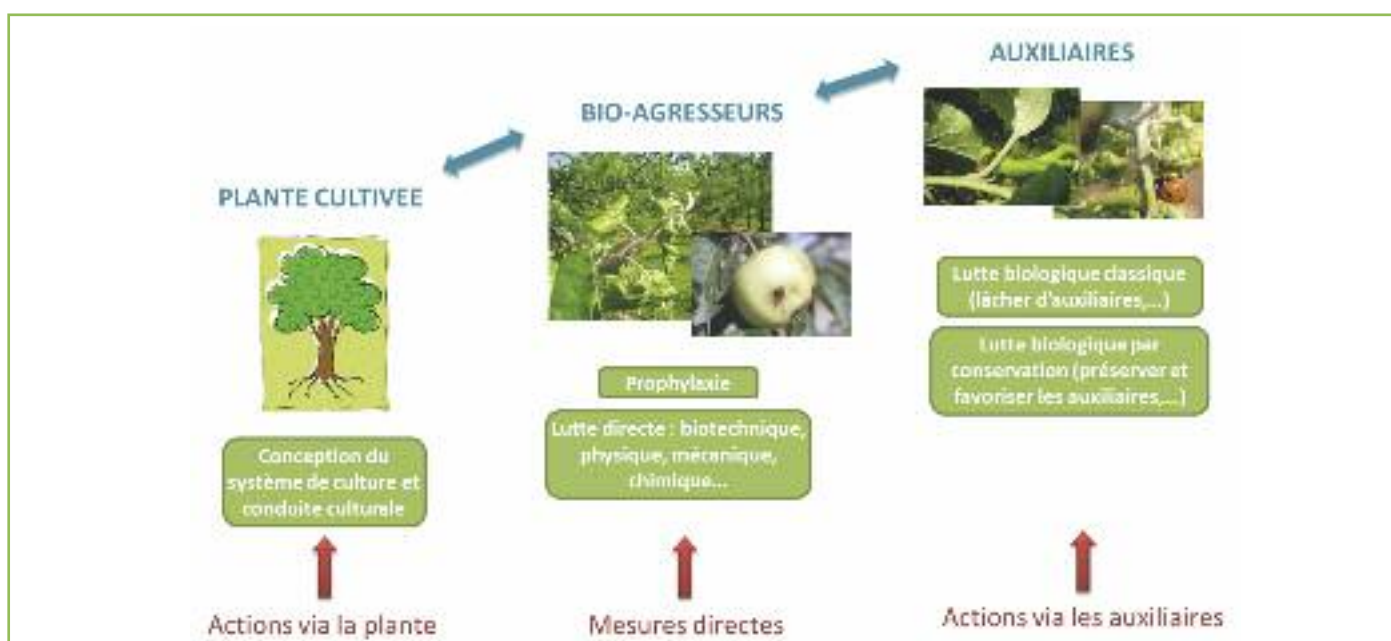 AUXILIAIRES
BIO-AGRESSEURS
PLANTE CULTIVEE
Lutte biologique classique
(lâcher d'auxiliaires,...)
Lutte biologique par
conservation (préserver et
favoriser les auxiliaires,...)
Prophylaxie
Lutte directe : biotechnique,
physique, mécanique,
chimique...
Conception du
système de culture et
conduite culturale
Actions via la plante
Mesures directes
Actions via les auxiliaires